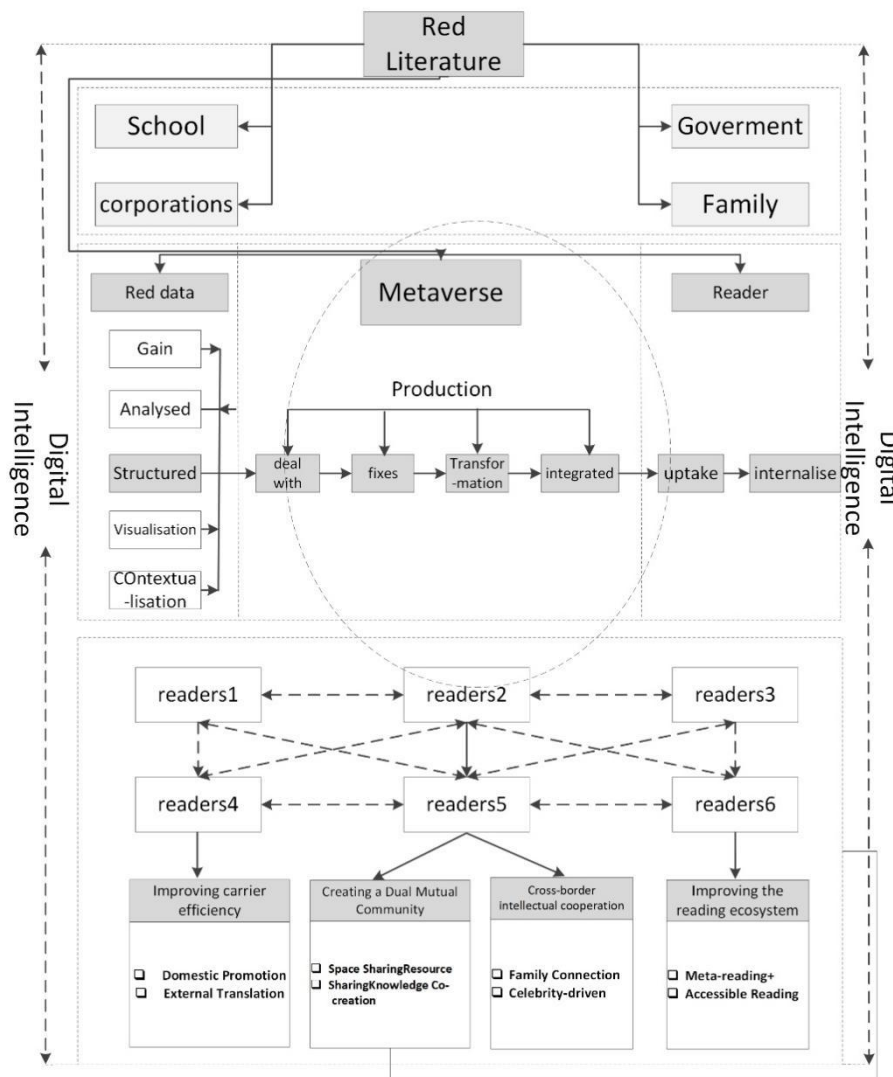 Red
Literature
School
Goverment
corporations
Family
Red data
Metaverse
Reader
Gain
Analysed
Structured
Visualisation
COntextua
-lisation
Production
deal
with
fixes
Transfor
-mation
integrated
uptake
internalise
Digital
Intelligence
Digital
Intelligence
readers1
readers2
readers3
readers4
readers5
readers6
Improving carrier
efficiency
Domestic Promotion
External Translation
Creating a Dual Mutual
Community
Space SharingResource
SharingKnowledge Co-
creation
Cross-border
intellectual cooperation
Family Connection
Celebrity-driven
Improving the
reading ecosystem
Meta-reading+
Accessible Reading